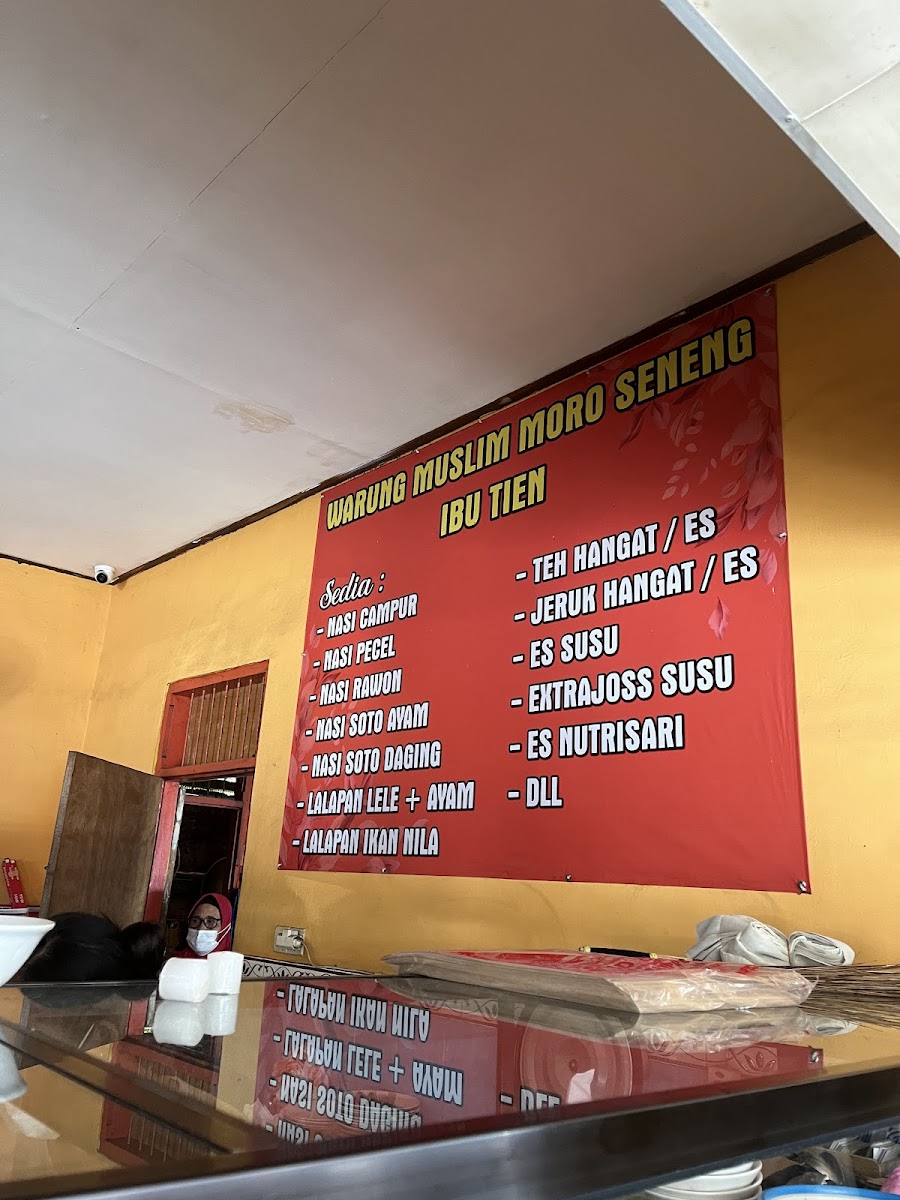 WARUNG MUSLIM MORO SENENG
IBU TIEN
Sedia :
- NASI CAMPUR
- NASI PECEL
- NASI RAWON
- NASI SOTO AYAM
- NASI SOTO DAGING
- LALAPAN LELE + AYAM
- LALAPAN IKAN NILA
- TEH HANGAT / ES
- JERUK HANGAT / ES
- ES SUSU
- EXTRAJOSS SUSU
- ES NUTRISARI
- DLL